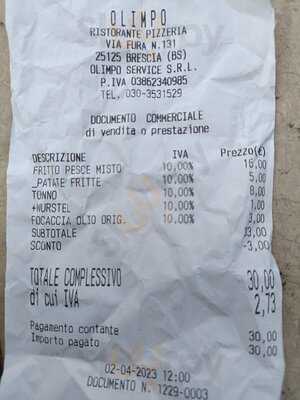 OLIMPO
RISTORANTE PIZZERIA
VIA FURA N.131
25125 BRESCIA (BS)
OLIMPO SERVICE S.R.L.
P.IVA 03862340985
TEL. 030-3531529
DOCUMENTO COMMERCIALE
di vendita o prestazione
DESCRIZIONE IVA Prezzo(€)
FRITTO PESCE MISTO 10,00% 16,00
_PATATE FRITTE 10,00% 5,00
TONNO 10,00% 8,00
+WURSTEL 10,00% 1,00
FOCACCIA OLIO ORIG. 10,00% 3,00
SUBTOTALE 33,00
SCONTO -3,00
TOTALE COMPLESSIVO 30,00
di cui IVA 2,73
Pagamento contante 30,00
Importo pagato 30,00
02-04-2023 12:00
DOCUMENTO N. 1229-0003